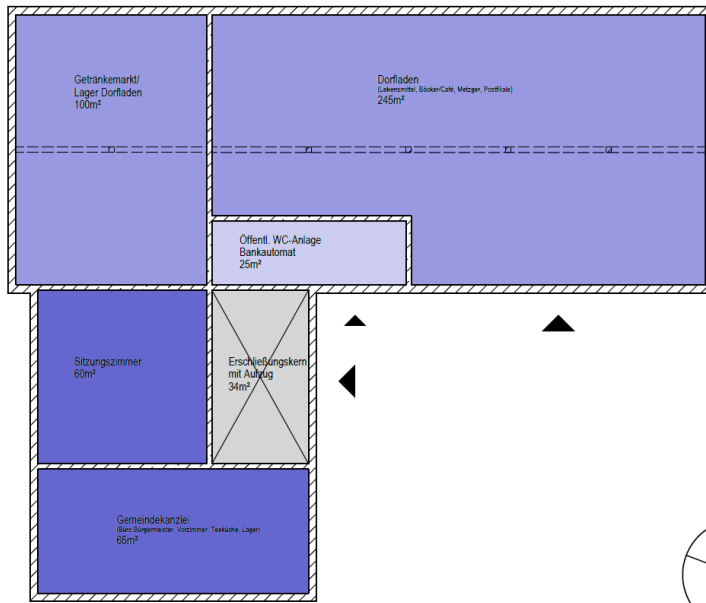 Getränkemarkt/
Lager Dorfladen
100m²
Dorfladen
(Lebensmittel, Bäcker/Café, Metzger, Postfiliale)
245m²
Öffentl. WC-Anlage
Bankautomat
25m²
Sitzungszimmer
60m²
Erschließungskern
mit Aufzug
34m²
Gemeindekanzlei
(Büro Bürgermeister, Vorzimmer, Teeküche, Lager)
65m²